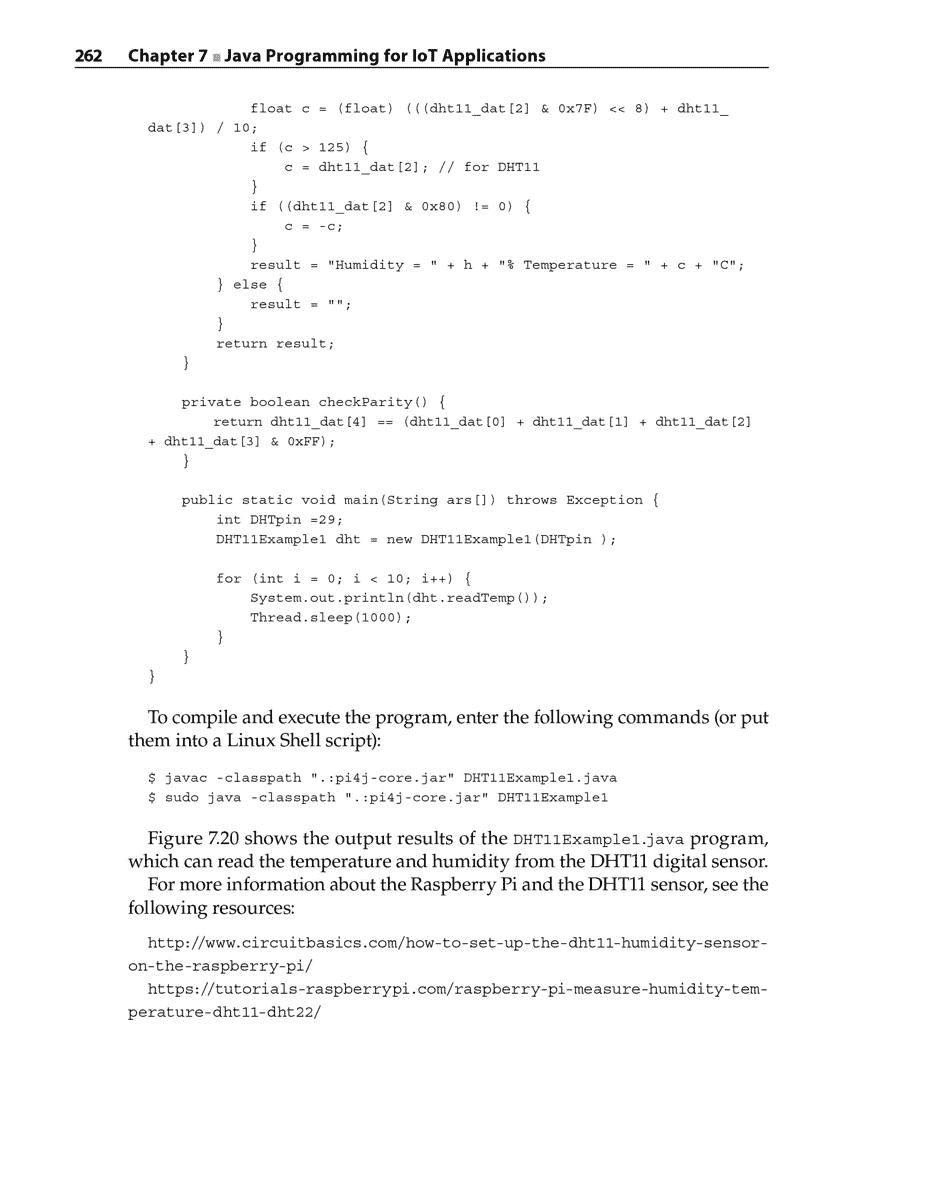 262 Chapter 7 ■ Java Programming for IoT Applications
float c = (float) (((dht11_dat[2] & 0x7F) << 8) + dht11_
dat[3]) / 10;
if (c > 125) {
c = dht11_dat[2]; // for DHT11
}
if ((dht11_dat[2] & 0x80) != 0) {
c = -c;
}
result = "Humidity = " + h + "% Temperature = " + c + "C";
} else {
result = "";
}
return result;
}
private boolean checkParity() {
return dht11_dat[4] == (dht11_dat[0] + dht11_dat[1] + dht11_dat[2]
+ dht11_dat[3] & 0xFF);
}
public static void main(String ars[]) throws Exception {
int DHTpin =29;
DHT11Example1 dht = new DHT11Example1(DHTpin );
for (int i = 0; i < 10; i++) {
System.out.println(dht.readTemp());
Thread.sleep(1000);
}
}
}
To compile and execute the program, enter the following commands (or put
them into a Linux Shell script):
$ javac -classpath ".:pi4j-core.jar" DHT11Example1.java
$ sudo java -classpath ".:pi4j-core.jar" DHT11Example1
Figure 7.20 shows the output results of the DHT11Example1.java program,
which can read the temperature and humidity from the DHT11 digital sensor.
For more information about the Raspberry Pi and the DHT11 sensor, see the
following resources:
http://www.circuitbasics.com/how-to-set-up-the-dht11-humidity-sensor-
on-the-raspberry-pi/
https://tutorials-raspberrypi.com/raspberry-pi-measure-humidity-tem-
perature-dht11-dht22/